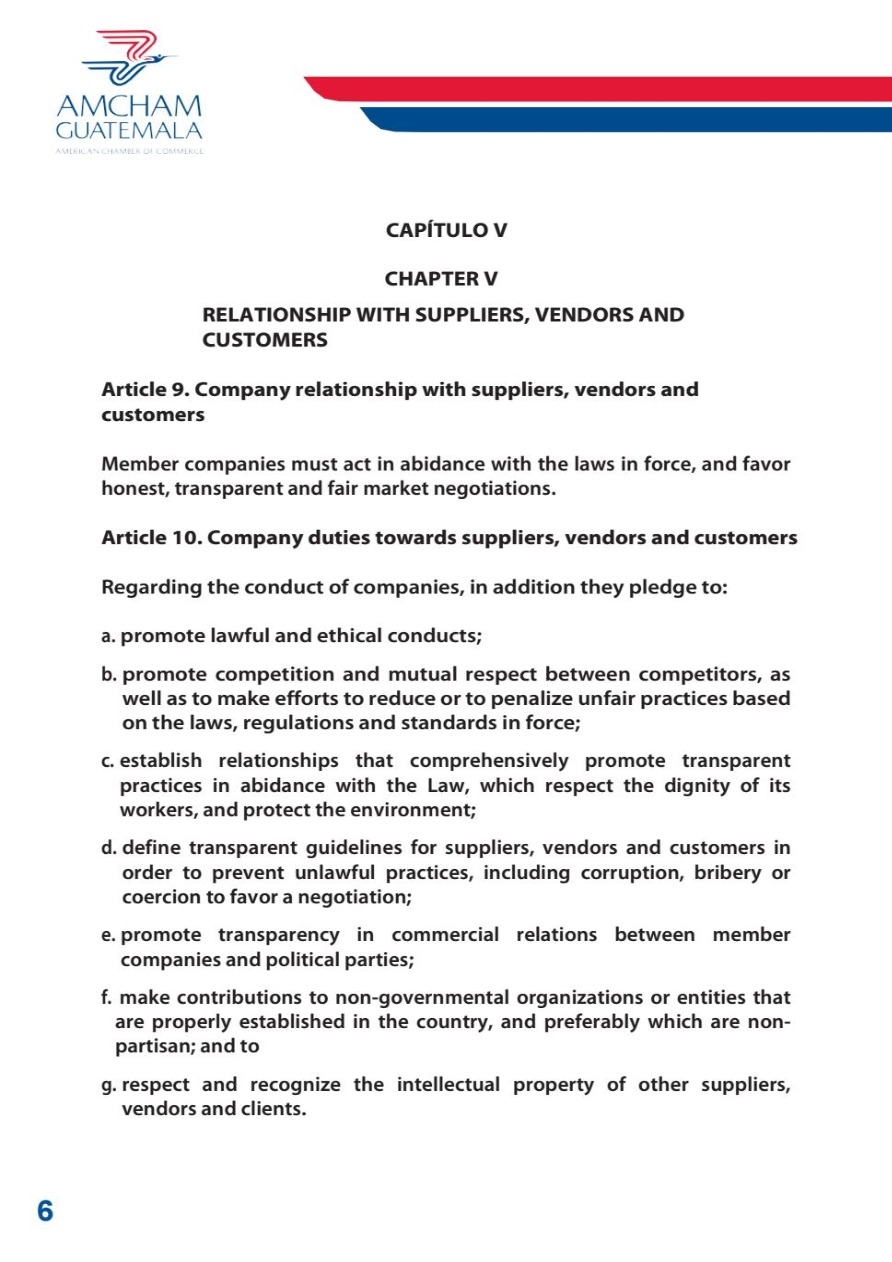 AMCHAM
GUATEMALA
AMERICAN CHAMBER OF COMMERCE
CAPÍTULO V
CHAPTER V
RELATIONSHIP WITH SUPPLIERS, VENDORS AND
CUSTOMERS
Article 9. Company relationship with suppliers, vendors and
customers
Member companies must act in abidance with the laws in force, and favor
honest, transparent and fair market negotiations.
Article 10. Company duties towards suppliers, vendors and customers
Regarding the conduct of companies, in addition they pledge to:
a. promote lawful and ethical conducts;
b. promote competition and mutual respect between competitors, as
well as to make efforts to reduce or to penalize unfair practices based
on the laws, regulations and standards in force;
c. establish relationships that comprehensively promote transparent
practices in abidance with the Law, which respect the dignity of its
workers, and protect the environment;
d. define transparent guidelines for suppliers, vendors and customers in
order to prevent unlawful practices, including corruption, bribery or
coercion to favor a negotiation;
e. promote transparency in commercial relations between member
companies and political parties;
f. make contributions to non-governmental organizations or entities that
are properly established in the country, and preferably which are non-
partisan; and to
g. respect and recognize the intellectual property of other suppliers,
vendors and clients.
6